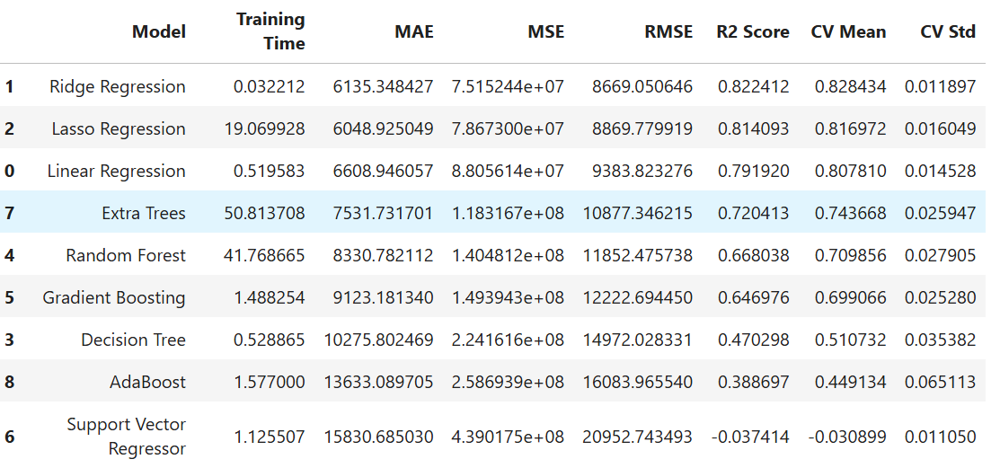 Model Training Time MAE MSE RMSE R2 Score CV Mean CV Std
1 Ridge Regression 0.032212 6135.348427 7.515244e+07 8669.050646 0.822412 0.828434 0.011897
2 Lasso Regression 19.069928 6048.925049 7.867300e+07 8869.779919 0.814093 0.816972 0.016049
0 Linear Regression 0.519583 6608.946057 8.805614e+07 9383.823276 0.791920 0.807810 0.014528
7 Extra Trees 50.813708 7531.731701 1.183167e+08 10877.346215 0.720413 0.743668 0.025947
4 Random Forest 41.768665 8330.782112 1.404812e+08 11852.475738 0.668038 0.709856 0.027905
5 Gradient Boosting 1.488254 9123.181340 1.493943e+08 12222.694450 0.646976 0.699066 0.025280
3 Decision Tree 0.528865 10275.802469 2.241616e+08 14972.028331 0.470298 0.510732 0.035382
8 AdaBoost 1.577000 13633.089705 2.586939e+08 16083.965540 0.388697 0.449134 0.065113
6 Support Vector Regressor 1.125507 15830.685030 4.390175e+08 20952.743493 -0.037414 -0.030899 0.011050